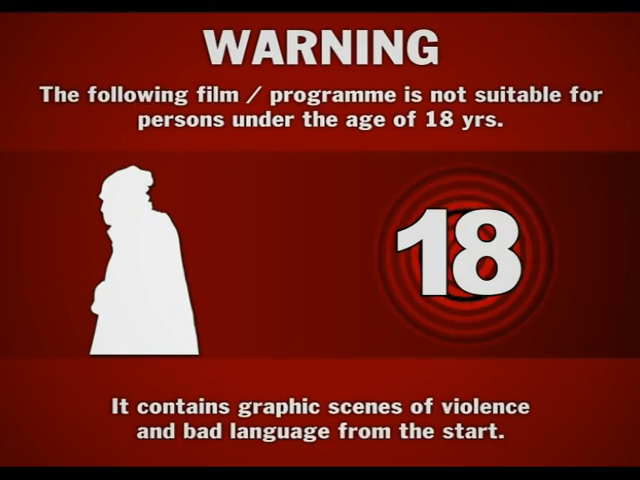 WARNING
The following film / programme is not suitable for
persons under the age of 18 yrs.
18
It contains graphic scenes of violence
and bad language from the start.